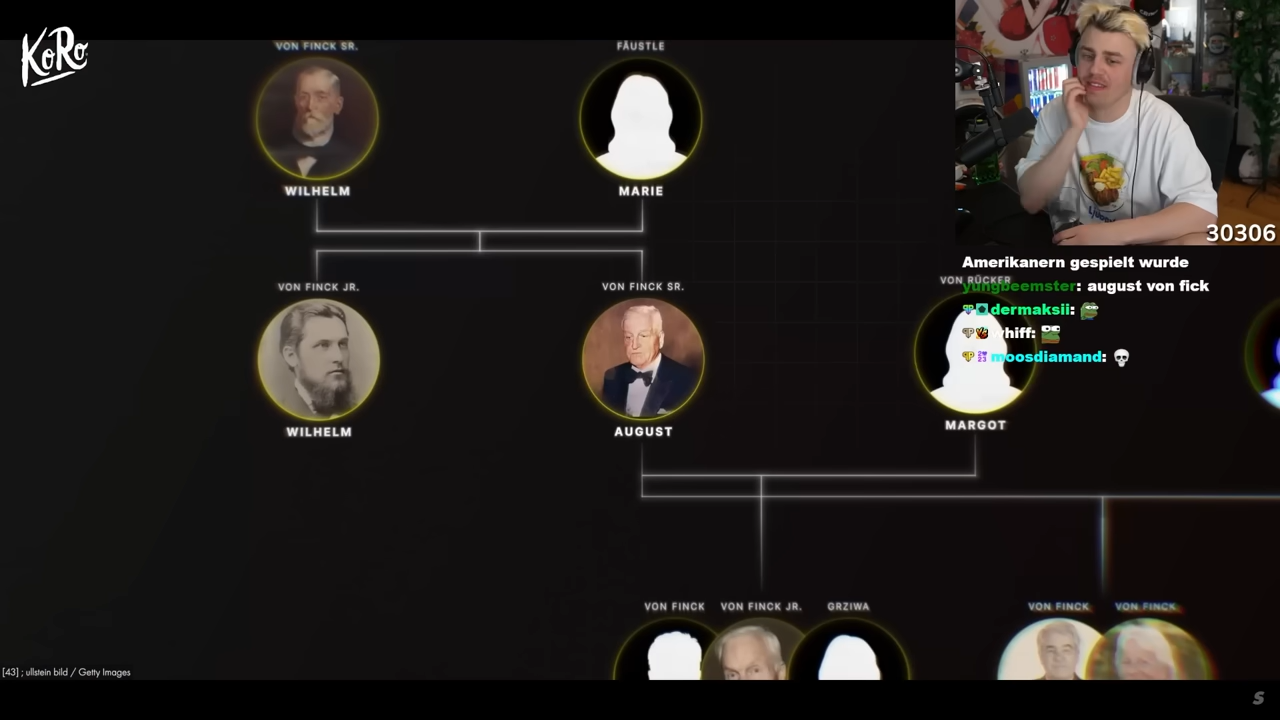 KoRo
VON FINCK SR.
FÄUSTLE
WILHELM
MARIE
30306
Amerikanern gespielt wurde
VON RÜCKER
yungbeemster: august von fick
dermaksii:
whiff:
moosdiamand:
VON FINCK JR.
VON FINCK SR.
WILHELM
AUGUST
MARGOT
VON FINCK
VON FINCK JR.
GRZIWA
VON FINCK
VON FINCK
[43] ; ullstein bild / Getty Images
S